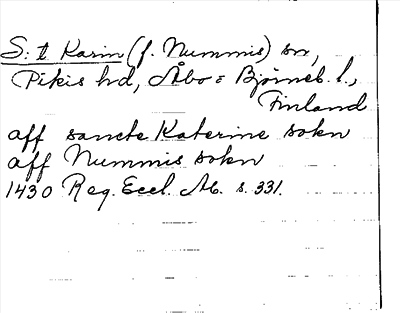 S:t Karin (f. Nummis) sn,
Pikis hd, Åbo o Björneb. l.,
Finland
aff sancte Katerine sokn
aff Nummis sokn
1430 Reg. Eccl. Ab. s. 331.